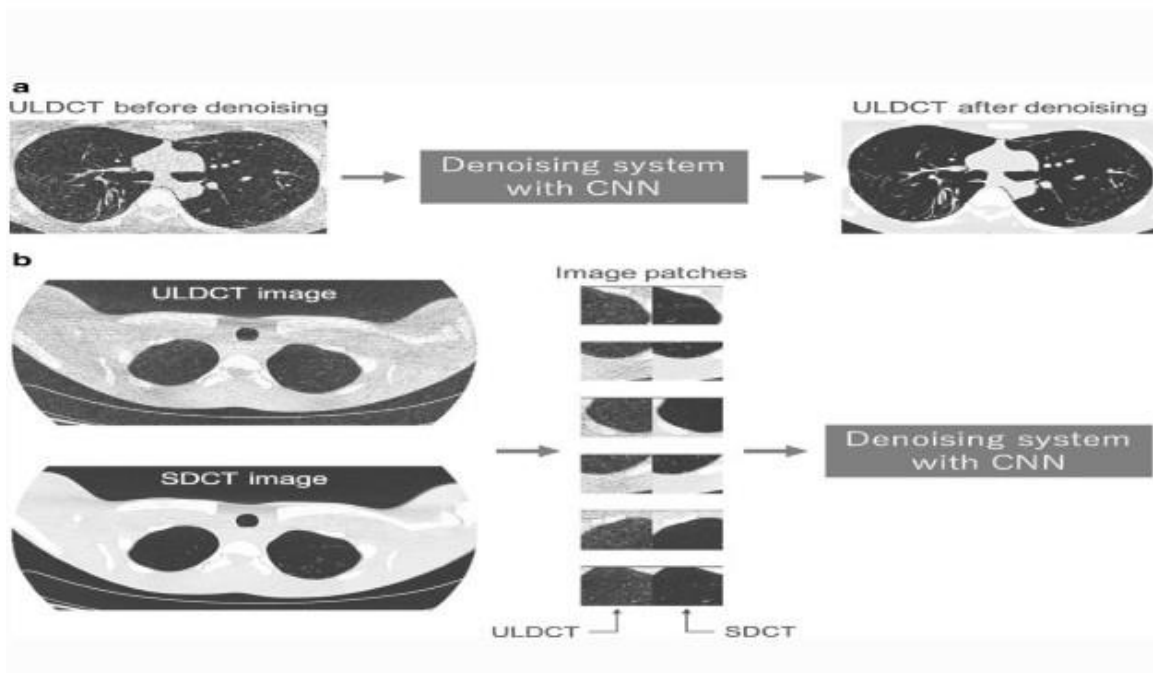 a
ULDCT before denoising
ULDCT after denoising
Denoising system
with CNN
b
ULDCT image
Image patches
SDCT image
Denoising system
with CNN
ULDCT
SDCT